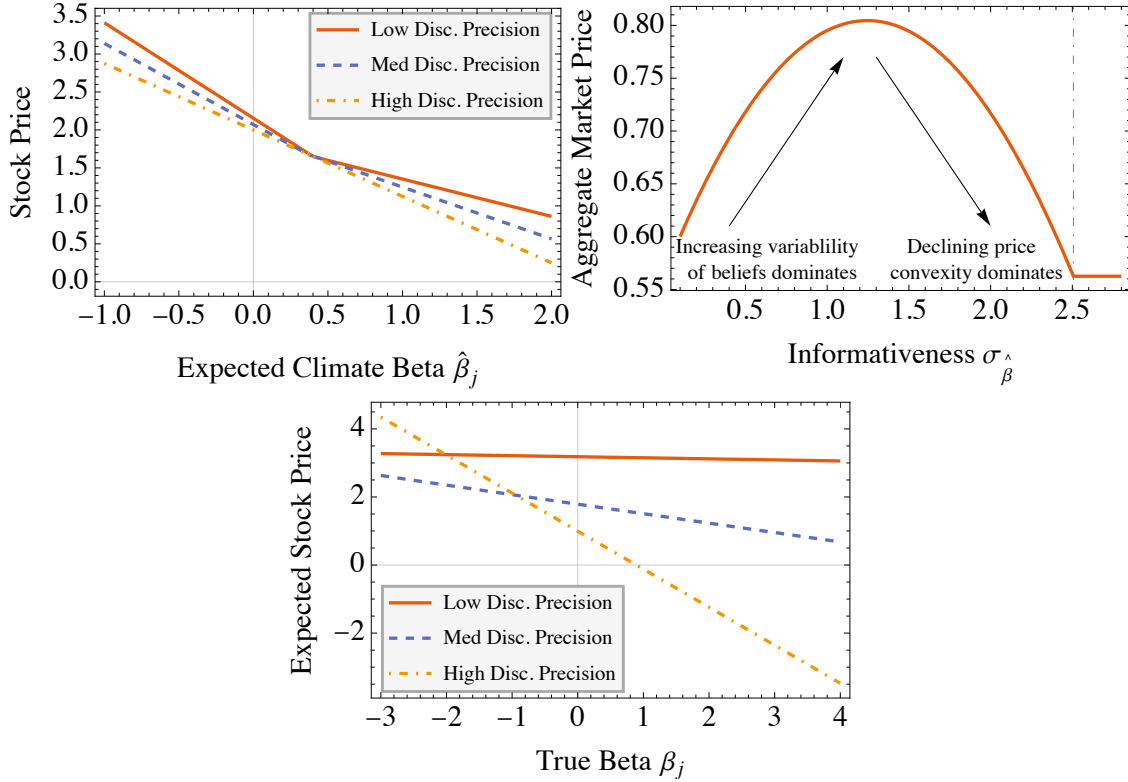 Stock Price
3.5
3.0
2.5
2.0
1.5
1.0
0.5
0.0
Low Disc. Precision
Med Disc. Precision
High Disc. Precision
−1.0 −0.5 0.0 0.5 1.0 1.5 2.0
Expected Climate Beta β̂j
Aggregate Market Price
0.80
0.75
0.70
0.65
0.60
0.55
Increasing variablility
of beliefs dominates
Declining price
convexity dominates
0.5 1.0 1.5 2.0 2.5
Informativeness σβ̂
Expected Stock Price
4
2
0
−2
Low Disc. Precision
Med Disc. Precision
High Disc. Precision
−3 −2 −1 0 1 2 3 4
True Beta βj